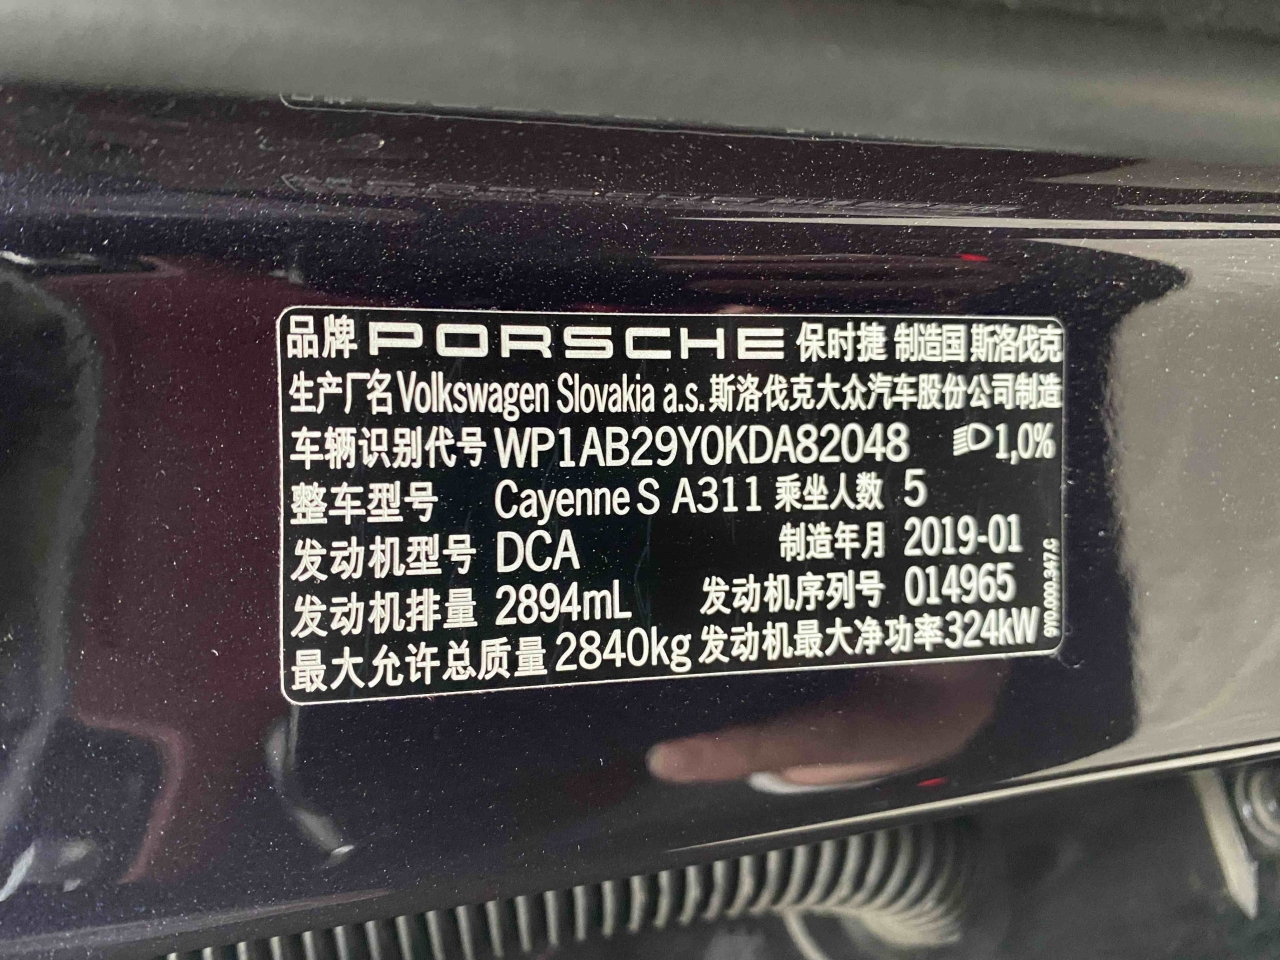 品牌 PORSCHE 保时捷 制造国 斯洛伐克
生产厂名 Volkswagen Slovakia a.s. 斯洛伐克大众汽车股份公司制造
车辆识别代号 WP1AB29Y0KDA82048 1,0%
整车型号 Cayenne S A311 乘坐人数 5
发动机型号 DCA 制造年月 2019-01
发动机排量 2894mL 发动机序列号 014965
最大允许总质量 2840kg 发动机最大净功率 324kW
9Y0.000.347.C